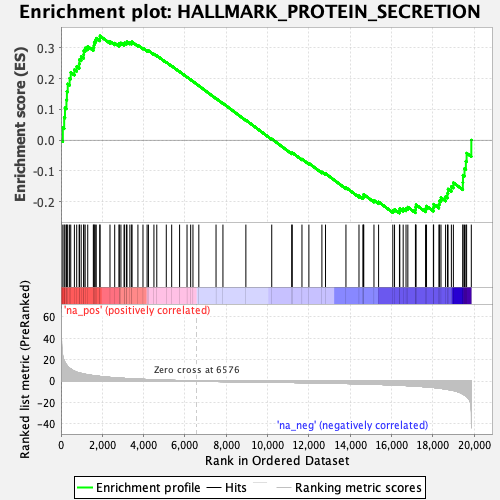 Enrichment plot: HALLMARK_PROTEIN_SECRETION
Enrichment score (ES)
0.3
0.2
0.1
0.0
-0.1
-0.2
'na_pos' (positively correlated)
Ranked list metric (PreRanked)
60
40
20
0
-20
-40
Zero cross at 6576
'na_neg' (negatively correlated)
0
2,000
4,000
6,000
8,000
10,000
12,000
14,000
16,000
18,000
20,000
Rank in Ordered Dataset
Enrichment profile
Hits
Ranking metric scores